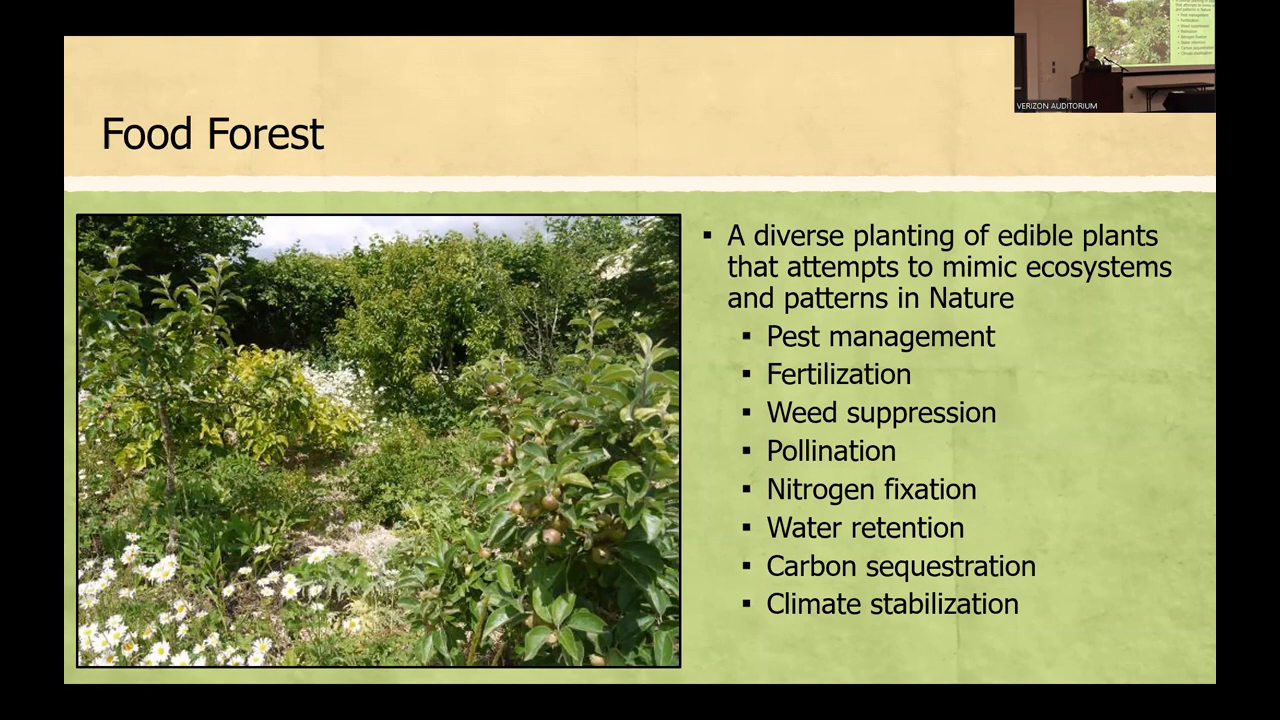 VERIZON AUDITORIUM
Food Forest
▪ A diverse planting of edible plants
that attempts to mimic ecosystems
and patterns in Nature
▪ Pest management
▪ Fertilization
▪ Weed suppression
▪ Pollination
▪ Nitrogen fixation
▪ Water retention
▪ Carbon sequestration
▪ Climate stabilization